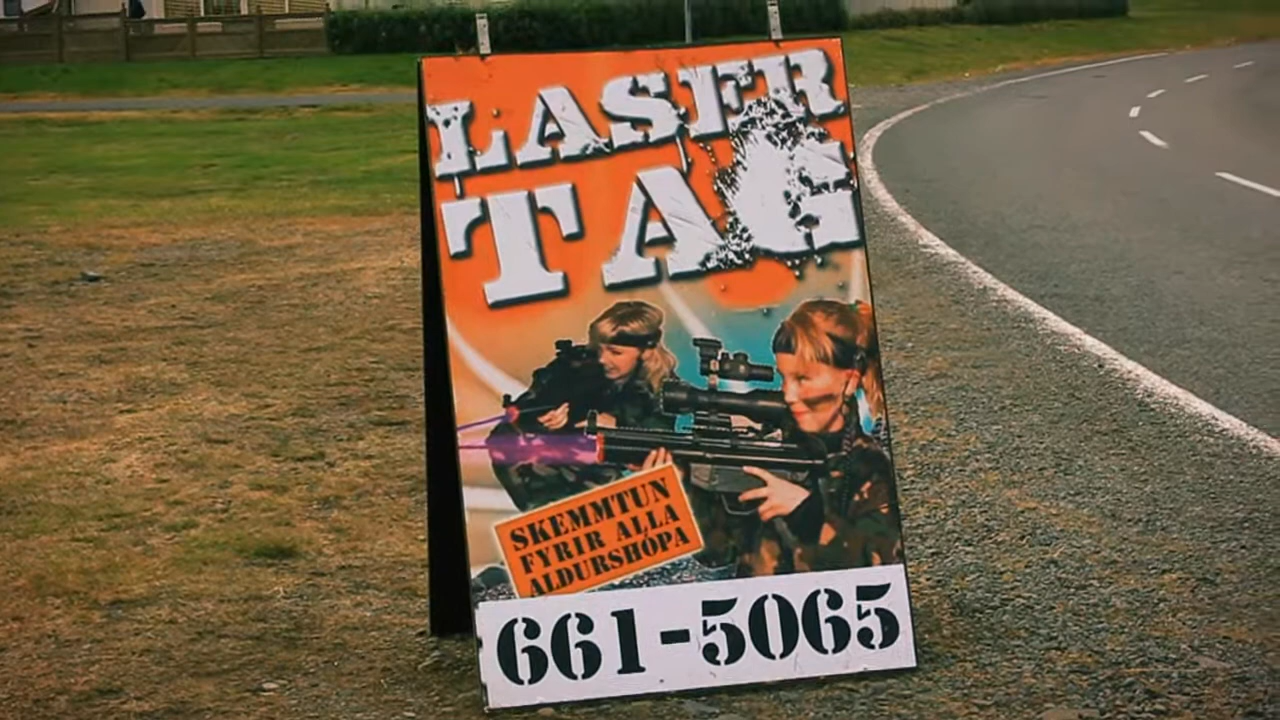 LASER
TAG
SKEMMTUN
FYRIR ALLA
ALDURSHÓPA
661-5065